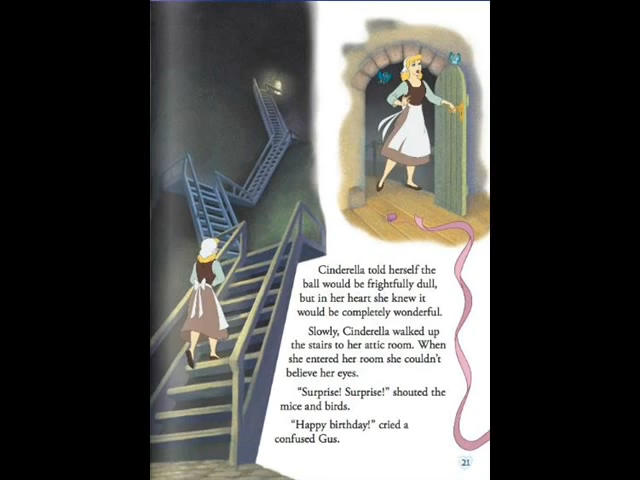 Cinderella told herself the
ball would be frightfully dull,
but in her heart she knew it
would be completely wonderful.
Slowly, Cinderella walked up
the stairs to her attic room. When
she entered her room she couldn't
believe her eyes.
"Surprise! Surprise!" shouted the
mice and birds.
"Happy birthday!" cried a
confused Gus.
21